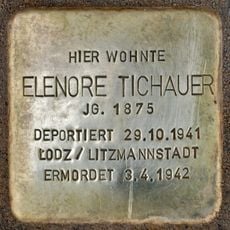 HIER WOHNTE
ELENORE TICHAUER
JG. 1875
DEPORTIERT 29.10.1941
ŁODZ / LITZMANNSTADT
ERMORDET 3.4.1942